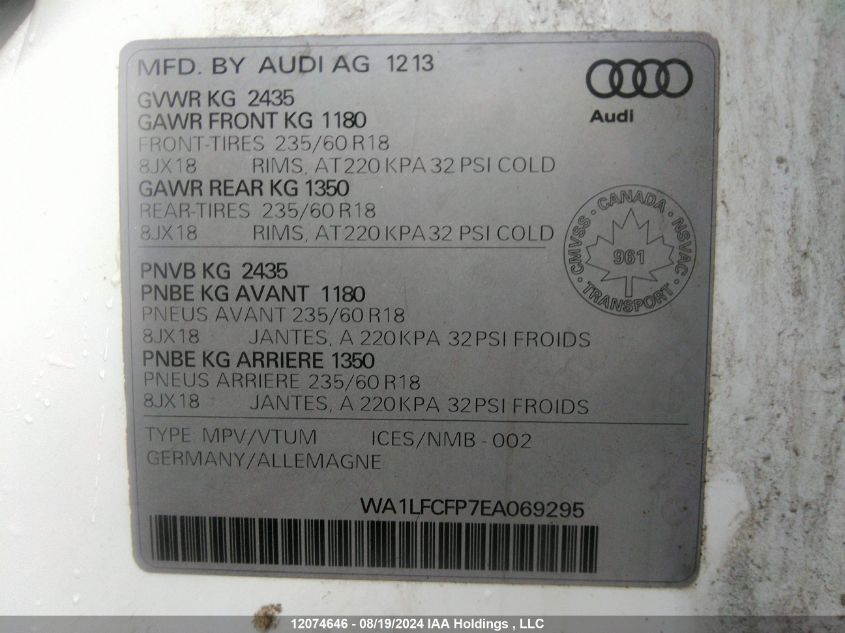 MFD. BY AUDI AG 1213
Audi
GVWR KG 2435
GAWR FRONT KG 1180
FRONT-TIRES 235/60 R18
8JX18 RIMS, AT 220 KPA 32 PSI COLD
GAWR REAR KG 1350
REAR-TIRES 235/60 R18
8JX18 RIMS, AT 220 KPA 32 PSI COLD
CMVSS · CANADA · NSVAC · TRANSPORT ·
961
PNVB KG 2435
PNBE KG AVANT 1180
PNEUS AVANT 235/60 R18
8JX18 JANTES, A 220 KPA 32 PSI FROIDS
PNBE KG ARRIERE 1350
PNEUS ARRIERE 235/60 R18
8JX18 JANTES, A 220 KPA 32 PSI FROIDS
TYPE MPV/VTUM ICES/NMB - 002
GERMANY/ALLEMAGNE
WA1LFCFP7EA069295
12074646 - 08/19/2024 IAA Holdings , LLC